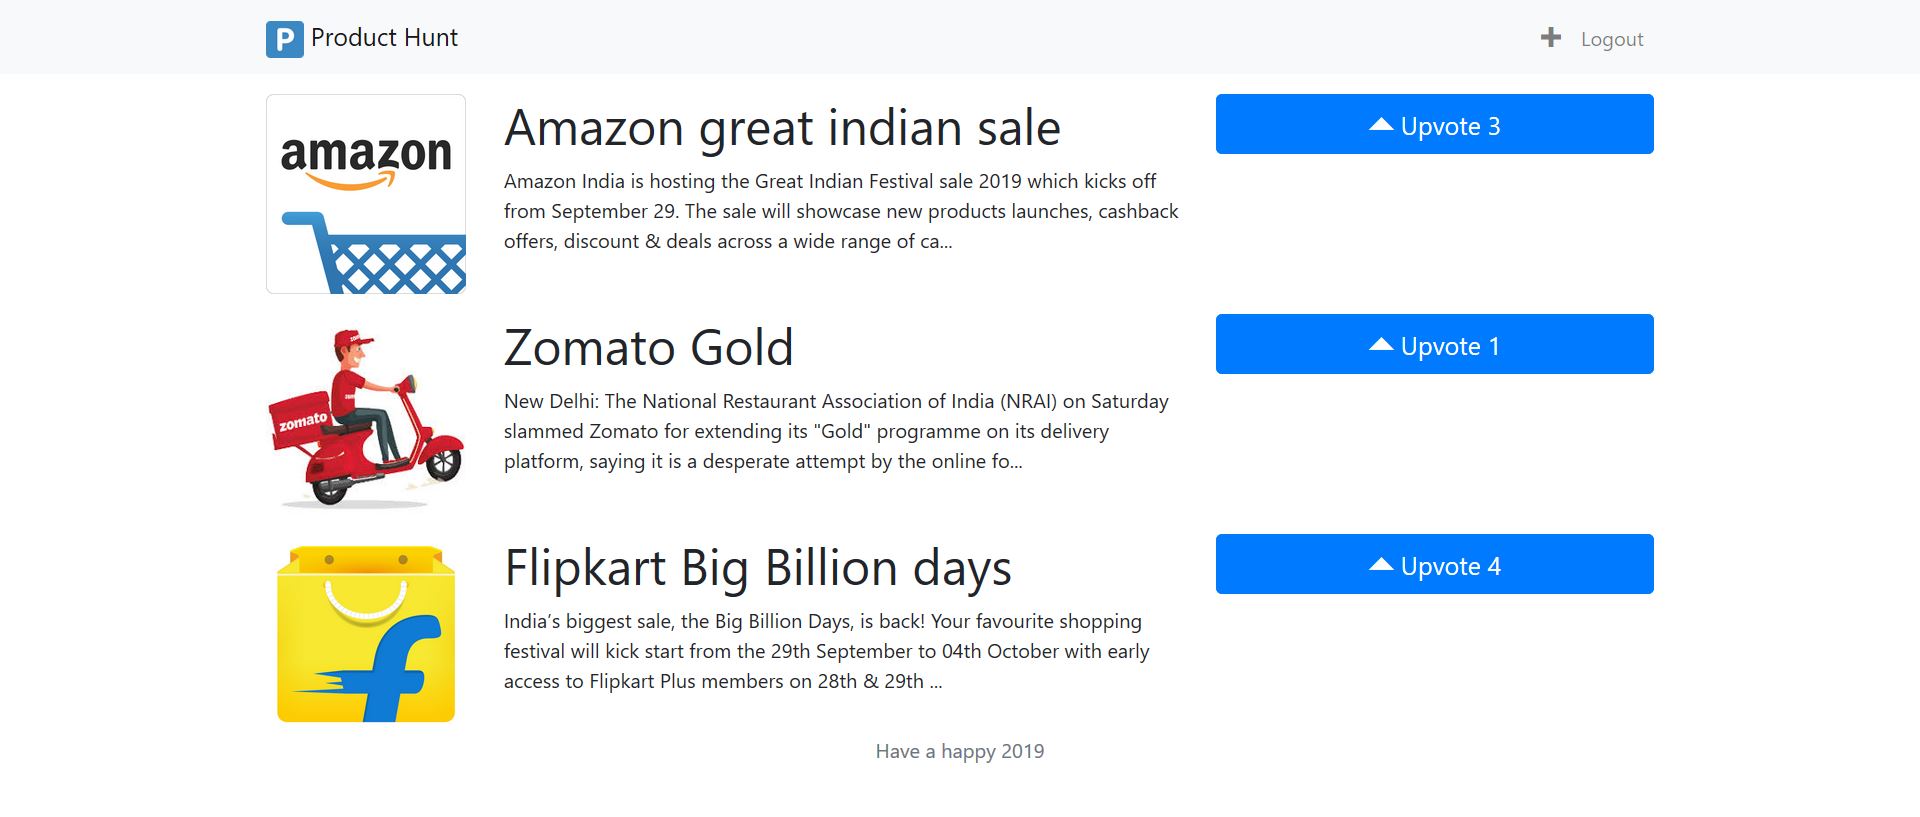 P Product Hunt
Logout
amazon
Amazon great indian sale
Amazon India is hosting the Great Indian Festival sale 2019 which kicks off
from September 29. The sale will showcase new products launches, cashback
offers, discount & deals across a wide range of ca...
Upvote 3
zomato
Zomato Gold
New Delhi: The National Restaurant Association of India (NRAI) on Saturday
slammed Zomato for extending its "Gold" programme on its delivery
platform, saying it is a desperate attempt by the online fo...
Upvote 1
f
Flipkart Big Billion days
India’s biggest sale, the Big Billion Days, is back! Your favourite shopping
festival will kick start from the 29th September to 04th October with early
access to Flipkart Plus members on 28th & 29th ...
Upvote 4
Have a happy 2019